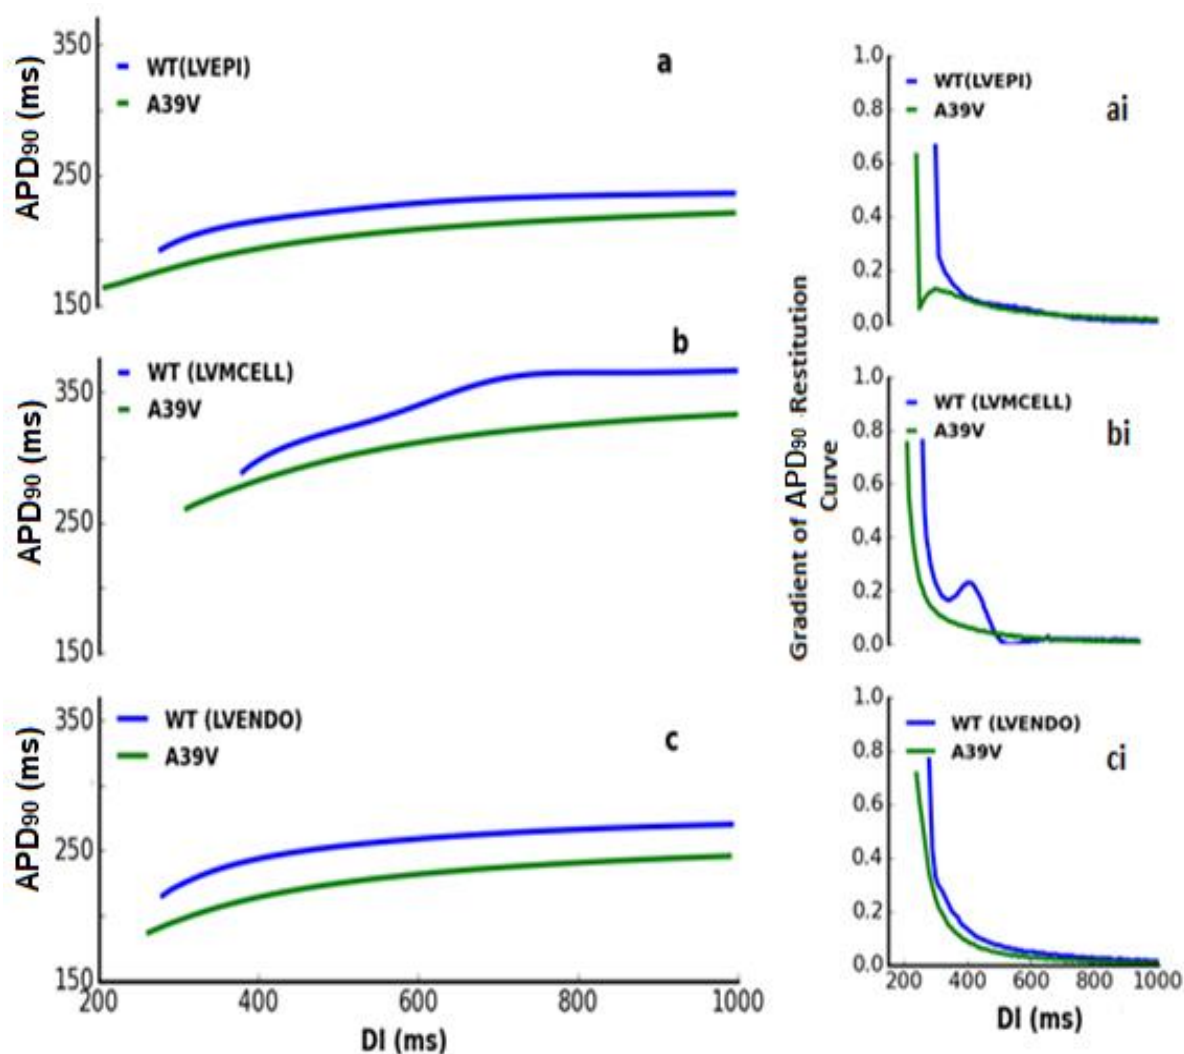 350
WT(LVEPI)
A39V
a
250
150
APD90 (ms)
1.0
0.8
0.6
0.4
0.2
0.0
WT(LVEPI)
A39V
ai
b
350
WT (LVMCELL)
A39V
250
150
APD90 (ms)
Gradient of APD90 Restitution
Curve
1.0
0.8
0.6
0.4
0.2
0.0
WT (LVMCELL)
A39V
bi
350
WT (LVENDO)
A39V
c
250
150
APD90 (ms)
200 400 600 800 1000
DI (ms)
1.0
0.8
0.6
0.4
0.2
0.0
WT (LVENDO)
A39V
ci
200 400 600 800 1000
DI (ms)